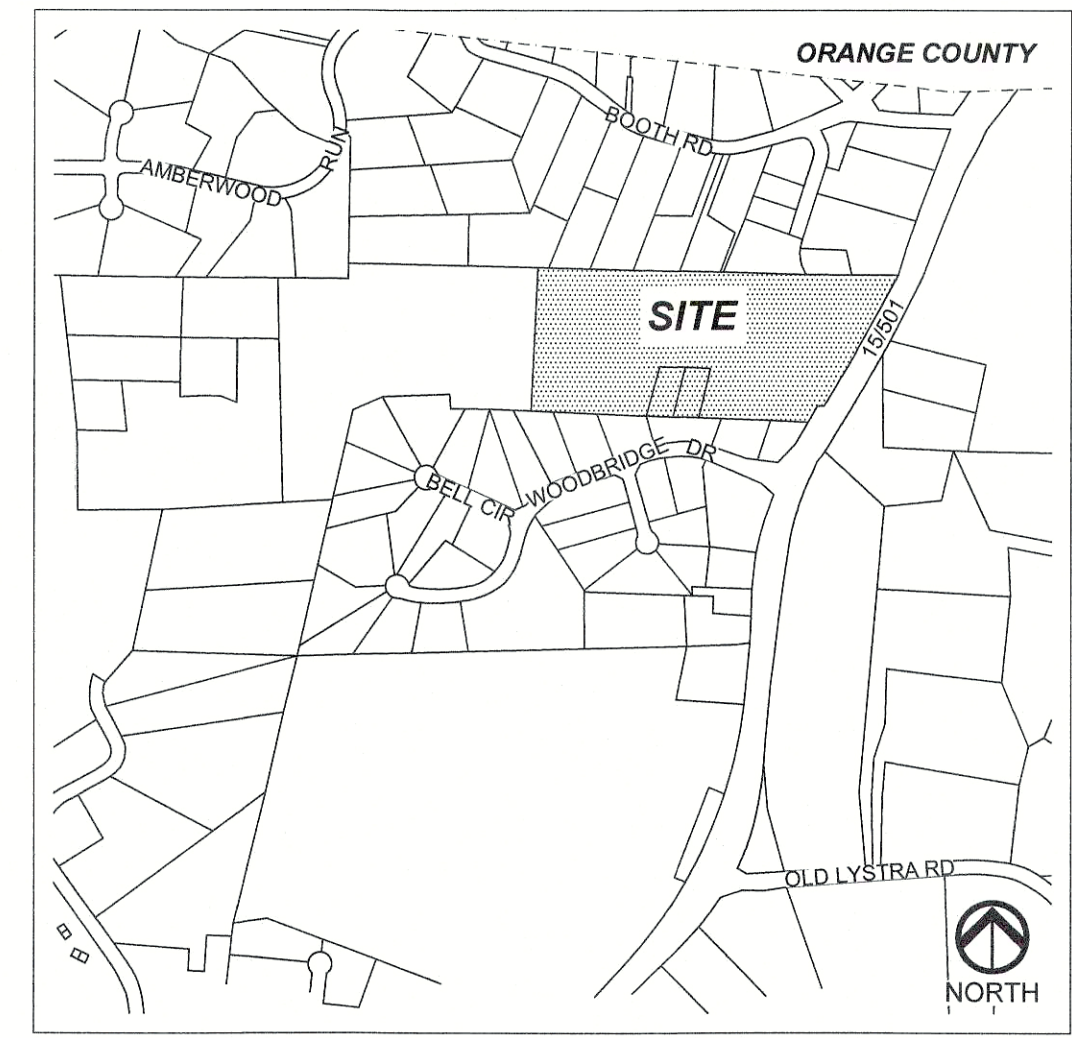 ORANGE COUNTY
BOOTH RD
AMBERWOOD RUN
SITE
15/501
WOODBRIDGE DR
BELL CIR
OLD LYSTRA RD
NORTH